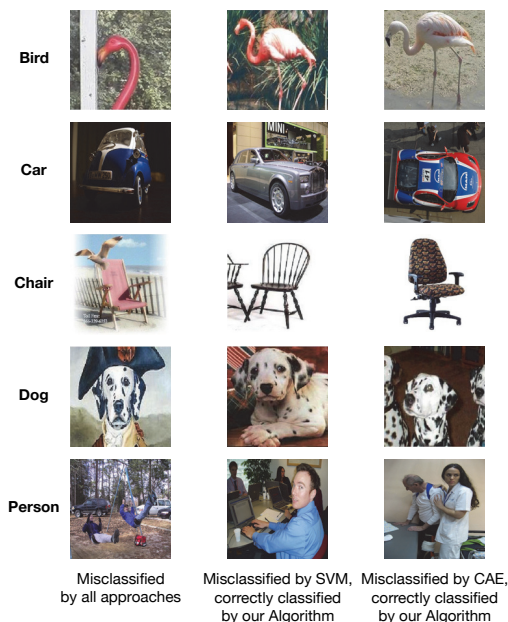 Bird
Car
MINI
Chair
Dog
Person
Misclassified
by all approaches
Misclassified by SVM,
correctly classified
by our Algorithm
Misclassified by CAE,
correctly classified
by our Algorithm